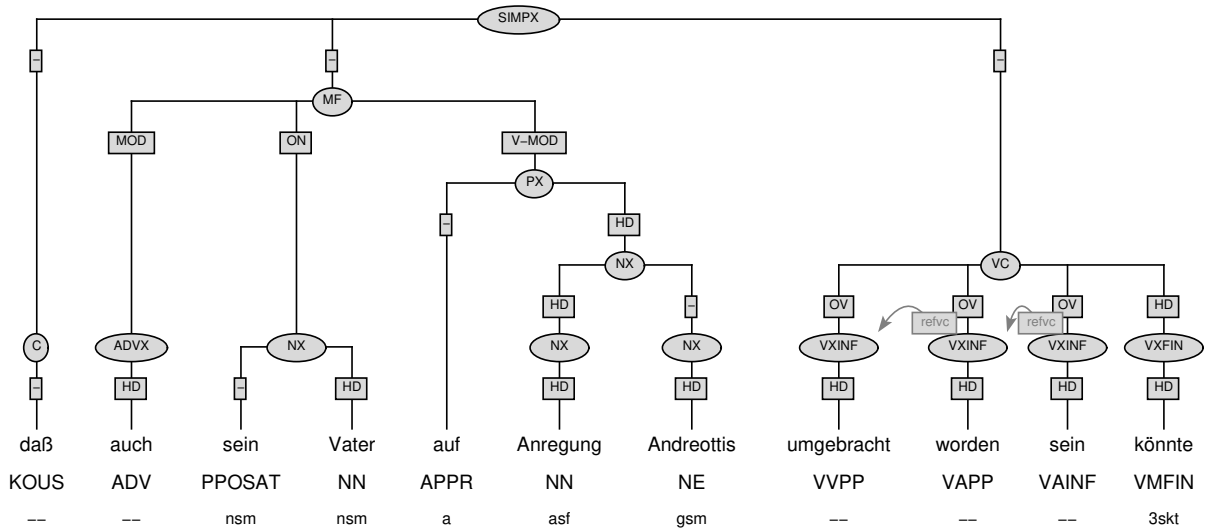 SIMPX
– – –
MF
MOD ON V–MOD
PX
– HD
NX VC
HD – OV OV OV HD
refvc refvc
C ADVX NX NX NX VXINF VXINF VXINF VXFIN
– HD – HD HD HD HD HD HD HD
daß auch sein Vater auf Anregung Andreottis umgebracht worden sein könnte
KOUS ADV PPOSAT NN APPR NN NE VVPP VAPP VAINF VMFIN
–– –– nsm nsm a asf gsm –– –– –– 3skt